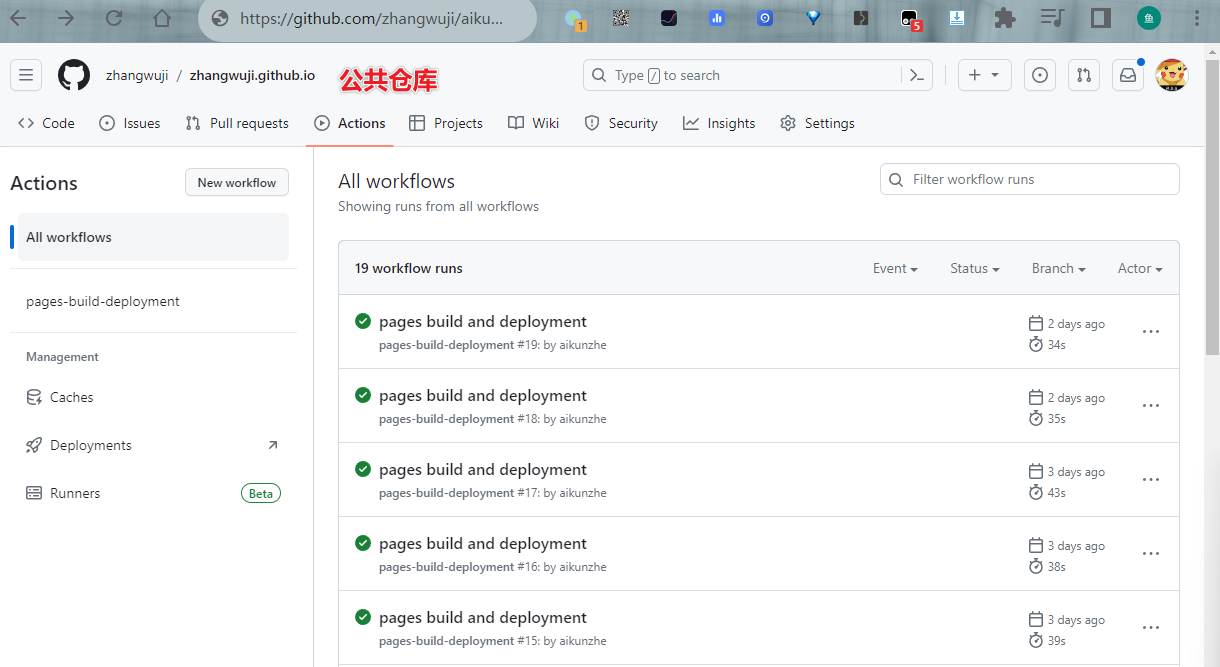 https://github.com/zhangwuji/aiku...
1
5
zhangwuji / zhangwuji.github.io
公共仓库
Type / to search
Code
Issues
Pull requests
Actions
Projects
Wiki
Security
Insights
Settings
Actions
New workflow
All workflows
pages-build-deployment
Management
Caches
Deployments
Runners
Beta
All workflows
Showing runs from all workflows
Filter workflow runs
19 workflow runs
Event
Status
Branch
Actor
pages build and deployment
pages-build-deployment #19: by aikunzhe
2 days ago
34s
pages build and deployment
pages-build-deployment #18: by aikunzhe
2 days ago
35s
pages build and deployment
pages-build-deployment #17: by aikunzhe
3 days ago
43s
pages build and deployment
pages-build-deployment #16: by aikunzhe
3 days ago
38s
pages build and deployment
pages-build-deployment #15: by aikunzhe
3 days ago
39s